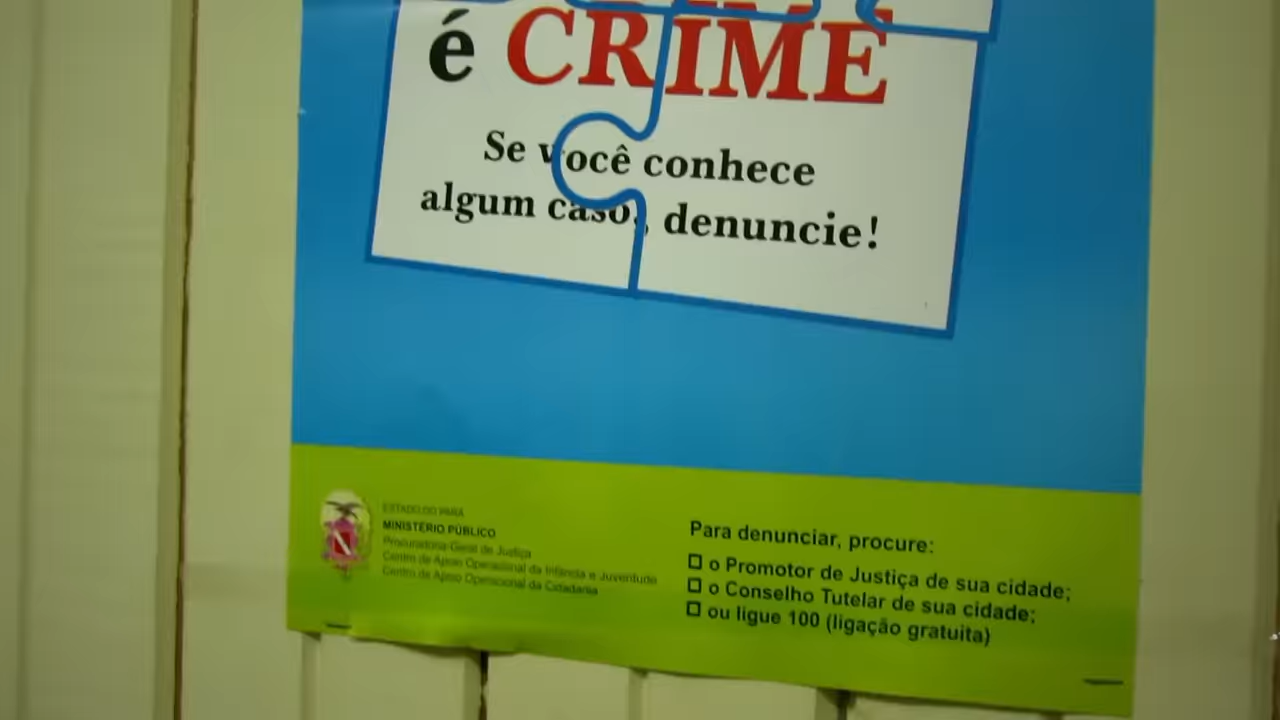 é CRIME
Se você conhece
algum caso, denuncie!
ESTADO DO PARÁ
MINISTÉRIO PÚBLICO
Procuradoria-Geral de Justiça
Centro de Apoio Operacional da Infância e Juventude
Centro de Apoio Operacional da Cidadania
Para denunciar, procure:
o Promotor de Justiça de sua cidade;
o Conselho Tutelar de sua cidade;
ou ligue 100 (ligação gratuita)